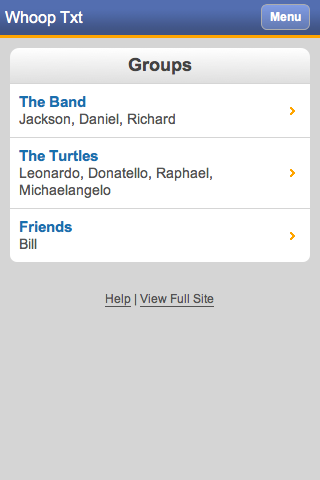 Whoop Txt
Menu
Groups
The Band
Jackson, Daniel, Richard
The Turtles
Leonardo, Donatello, Raphael,
Michaelangelo
Friends
Bill
Help | View Full Site